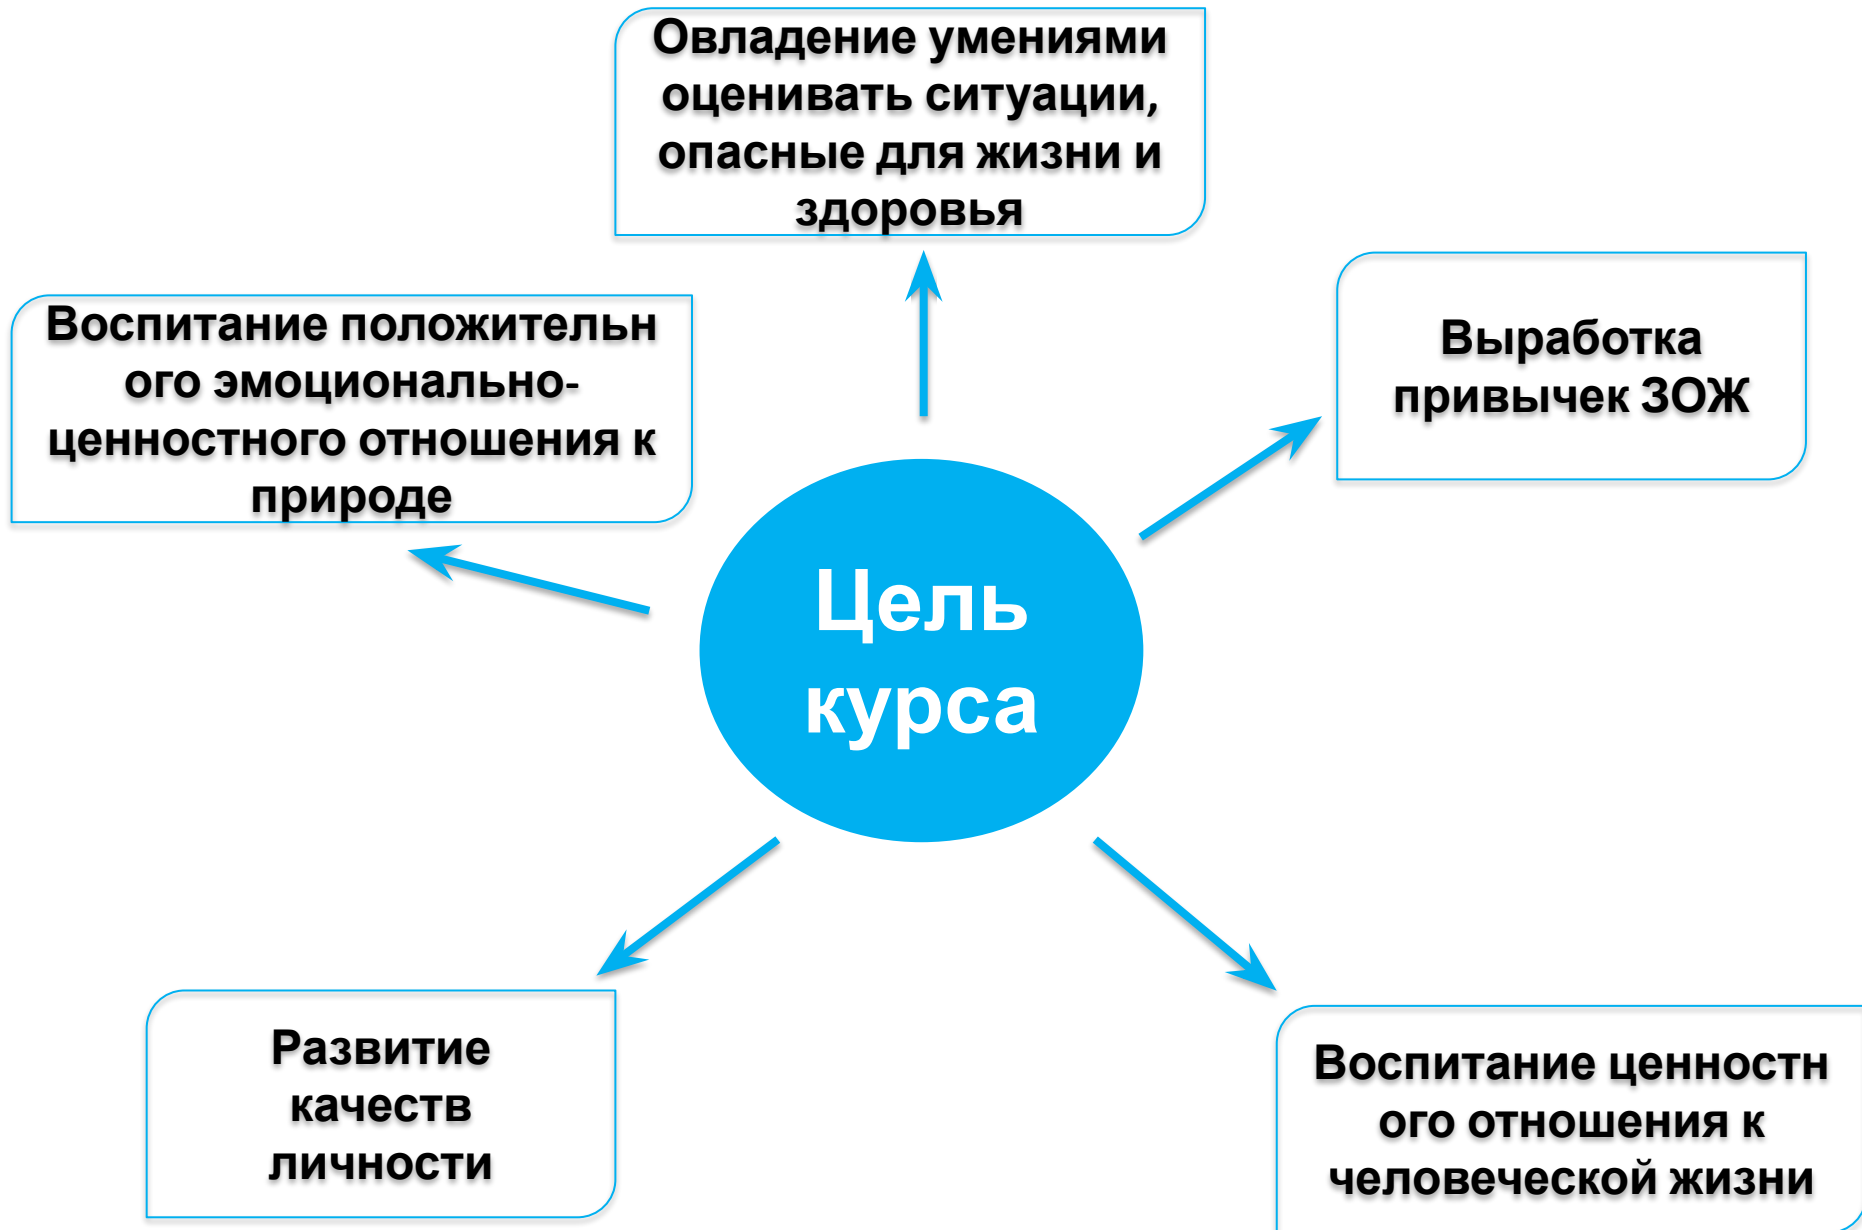 Овладение умениями
оценивать ситуации,
опасные для жизни и
здоровья
Воспитание положительн
ого эмоционально-
ценностного отношения к
природе
Выработка
привычек ЗОЖ
Цель
курса
Развитие
качеств
личности
Воспитание ценностн
ого отношения к
человеческой жизни